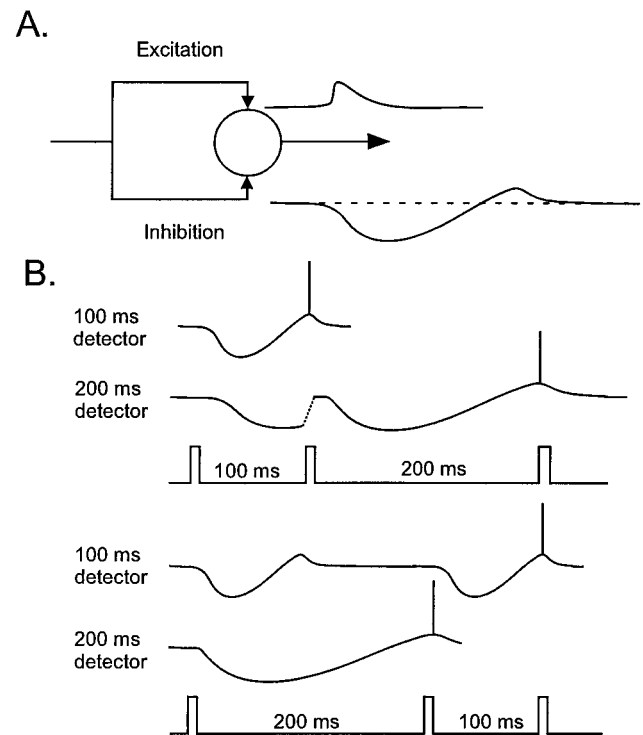 A.
Excitation
Inhibition
B.
100 ms
detector
200 ms
detector
100 ms
200 ms
100 ms
detector
200 ms
detector
200 ms
100 ms